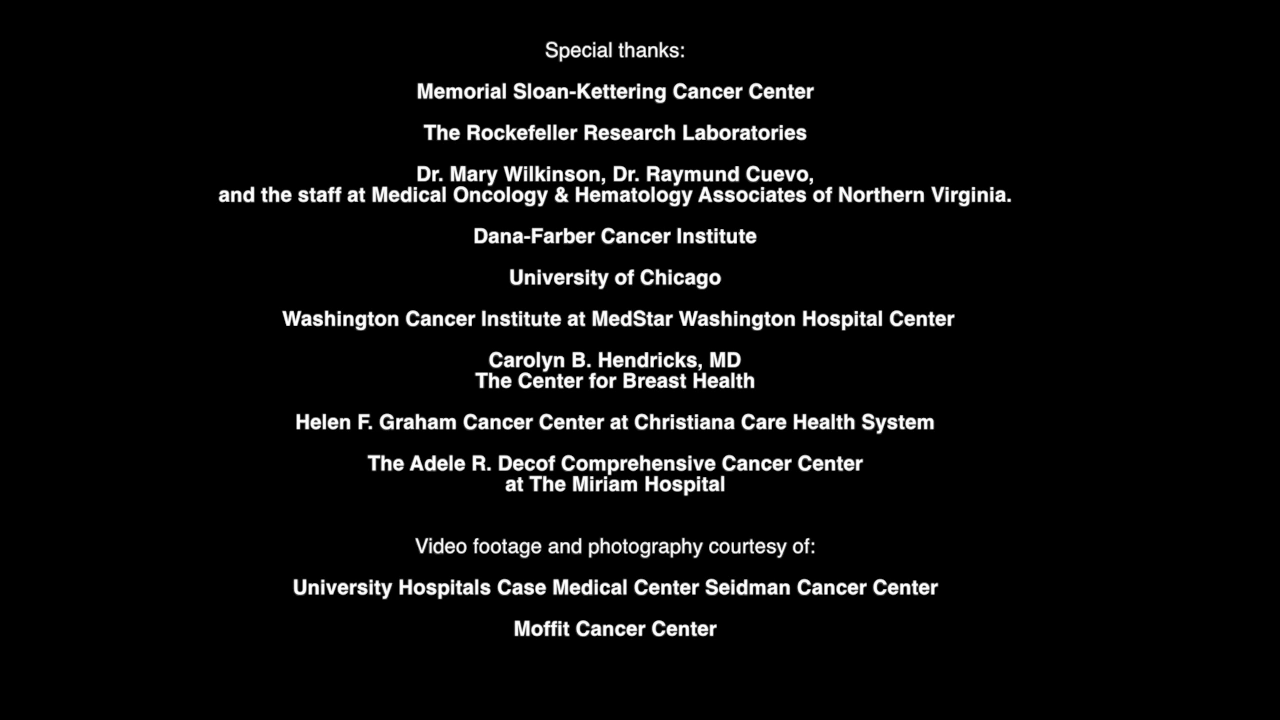 Special thanks:
Memorial Sloan-Kettering Cancer Center
The Rockefeller Research Laboratories
Dr. Mary Wilkinson, Dr. Raymund Cuevo,
and the staff at Medical Oncology & Hematology Associates of Northern Virginia.
Dana-Farber Cancer Institute
University of Chicago
Washington Cancer Institute at MedStar Washington Hospital Center
Carolyn B. Hendricks, MD
The Center for Breast Health
Helen F. Graham Cancer Center at Christiana Care Health System
The Adele R. Decof Comprehensive Cancer Center
at The Miriam Hospital
Video footage and photography courtesy of:
University Hospitals Case Medical Center Seidman Cancer Center
Moffit Cancer Center